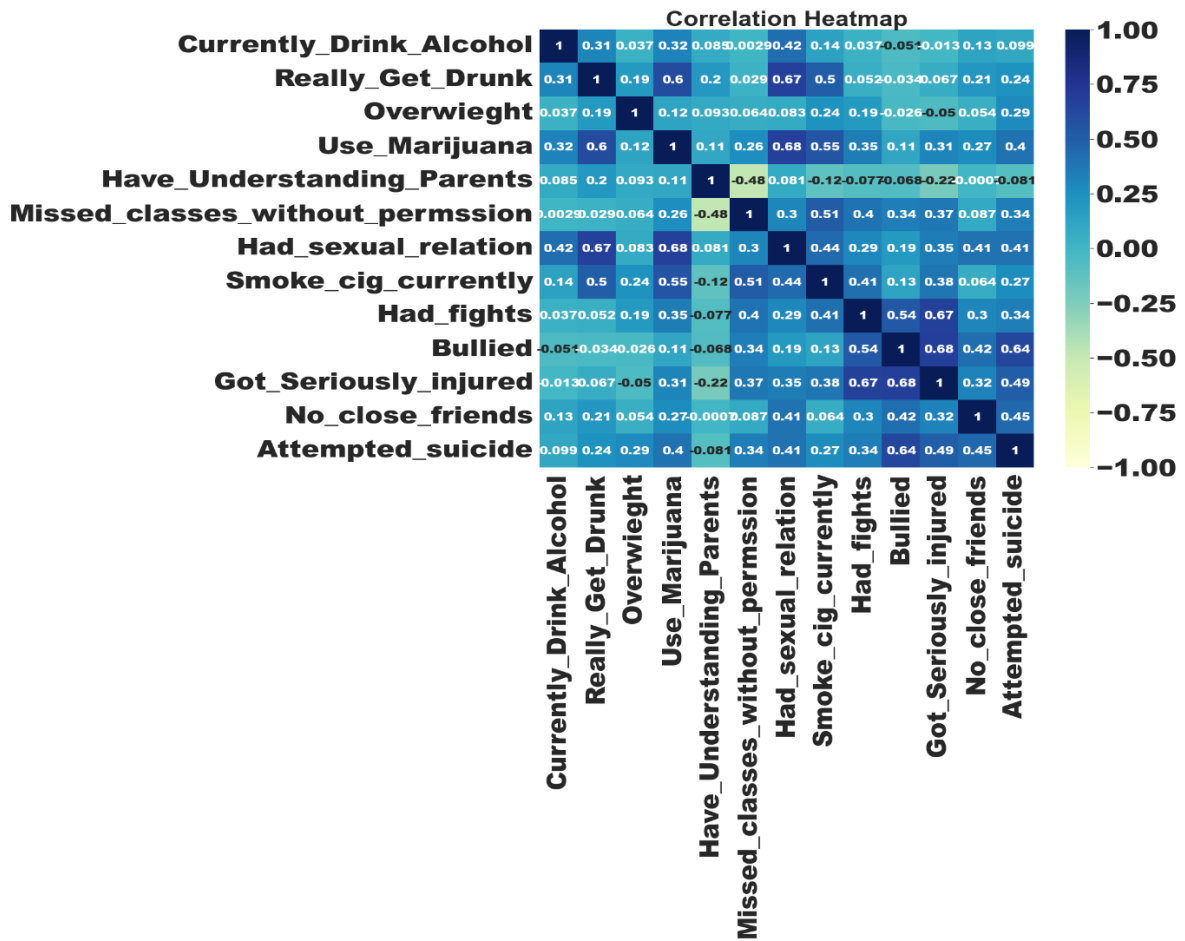 Correlation Heatmap
Currently_Drink_Alcohol 1 0.31 0.037 0.32 0.085 0.0029 0.42 0.14 0.037 -0.051 -0.013 0.13 0.099
Really_Get_Drunk 0.31 1 0.19 0.6 0.2 0.029 0.67 0.5 0.052 -0.034 0.067 0.21 0.24
Overwieght 0.037 0.19 1 0.12 0.093 0.064 0.083 0.24 0.19 -0.026 -0.05 0.054 0.29
Use_Marijuana 0.32 0.6 0.12 1 0.11 0.26 0.68 0.55 0.35 0.11 0.31 0.27 0.4
Have_Understanding_Parents 0.085 0.2 0.093 0.11 1 -0.48 0.081 -0.12 -0.077 -0.068 -0.22 -0.081
Missed_classes_without_permssion 0.0029 0.029 0.064 0.26 -0.48 1 0.3 0.51 0.4 0.34 0.37 0.087 0.34
Had_sexual_relation 0.42 0.67 0.083 0.68 0.081 0.3 1 0.44 0.29 0.19 0.35 0.41 0.41
Smoke_cig_currently 0.14 0.5 0.24 0.55 -0.12 0.51 0.44 1 0.41 0.13 0.38 0.064 0.27
Had_fights 0.037 0.052 0.19 0.35 -0.077 0.4 0.29 0.41 1 0.54 0.67 0.3 0.34
Bullied -0.051 -0.034 -0.026 0.11 -0.068 0.34 0.19 0.13 0.54 1 0.68 0.42 0.64
Got_Seriously_injured -0.013 0.067 -0.05 0.31 -0.22 0.37 0.35 0.38 0.67 0.68 1 0.32 0.49
No_close_friends 0.13 0.21 0.054 0.27 0.087 0.41 0.064 0.3 0.42 0.32 1 0.45
Attempted_suicide 0.099 0.24 0.29 0.4 -0.081 0.34 0.41 0.27 0.34 0.64 0.49 0.45 1
Currently_Drink_Alcohol
Really_Get_Drunk
Overwieght
Use_Marijuana
Have_Understanding_Parents
Missed_classes_without_permssion
Had_sexual_relation
Smoke_cig_currently
Had_fights
Bullied
Got_Seriously_injured
No_close_friends
Attempted_suicide
1.00
0.75
0.50
0.25
0.00
−0.25
−0.50
−0.75
−1.00